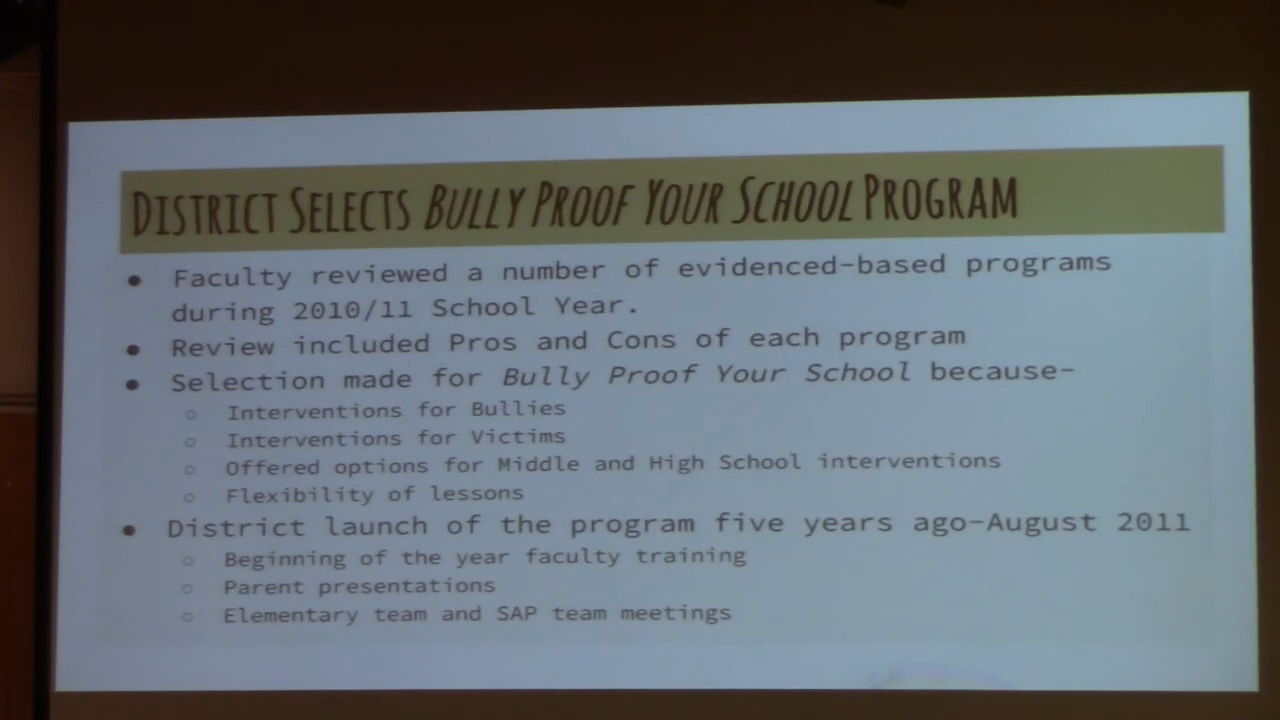 DISTRICT SELECTS BULLY PROOF YOUR SCHOOL PROGRAM
● Faculty reviewed a number of evidenced-based programs
during 2010/11 School Year.
● Review included Pros and Cons of each program
● Selection made for Bully Proof Your School because-
○ Interventions for Bullies
○ Interventions for Victims
○ Offered options for Middle and High School interventions
○ Flexibility of lessons
● District launch of the program five years ago-August 2011
○ Beginning of the year faculty training
○ Parent presentations
○ Elementary team and SAP team meetings